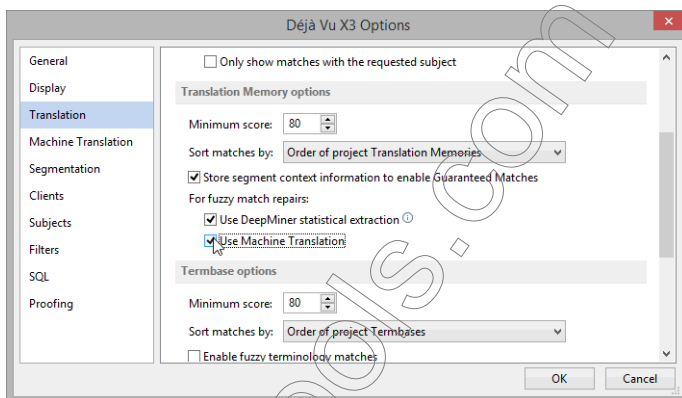 Déjà Vu X3 Options
General
Display
Translation
Machine Translation
Segmentation
Clients
Subjects
Filters
SQL
Proofing
Only show matches with the requested subject
Translation Memory options
Minimum score: 80
Sort matches by: Order of project Translation Memories
Store segment context information to enable Guaranteed Matches
For fuzzy match repairs:
Use DeepMiner statistical extraction
Use Machine Translation
Termbase options
Minimum score: 80
Sort matches by: Order of project Termbases
Enable fuzzy terminology matches
OK Cancel
ools.com